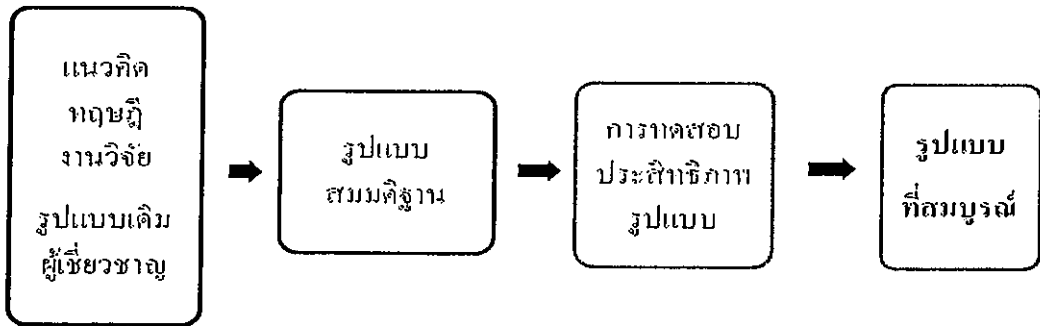 แนวคิด
ทฤษฎี
งานวิจัย
รูปแบบเดิม
ผู้เชี่ยวชาญ
รูปแบบ
สมมติฐาน
การทดสอบ
ประสิทธิภาพ
รูปแบบ
รูปแบบ
ที่สมบูรณ์